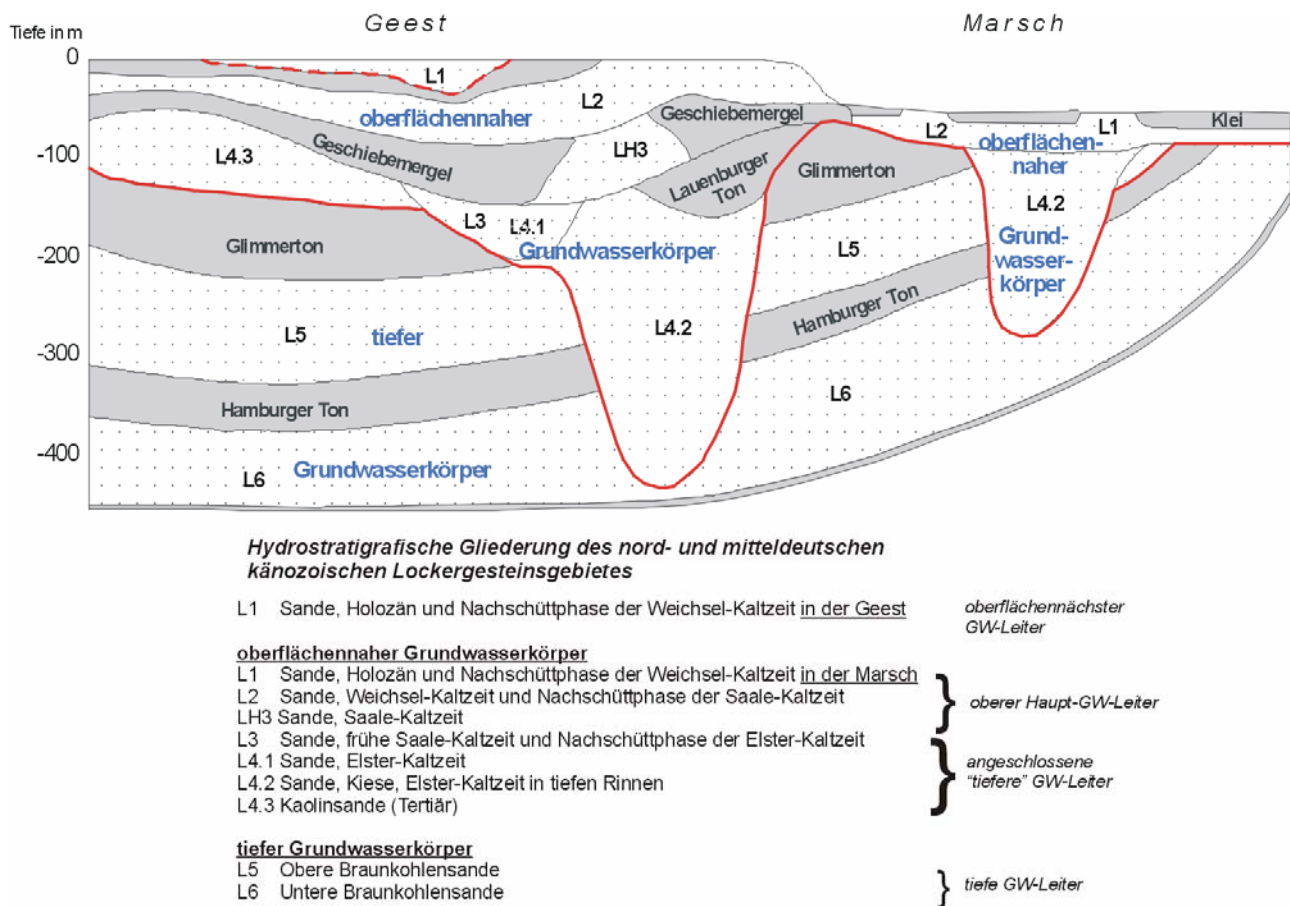 Geest
Marsch
Tiefe in m
0
-100
-200
-300
-400
L1
L2
oberflächennaher
Geschiebemergel
L4.3
LH3
Geschiebemergel
Lauenburger
Ton
Glimmerton
L2
L1
Klei
oberflächen-
naher
L4.2
Grund-
wasser-
körper
L3
L4.1
Grundwasserkörper
Glimmerton
L5
Hamburger Ton
L5
tiefer
L4.2
L6
Hamburger Ton
L6
Grundwasserkörper
Hydrostratigrafische Gliederung des nord- und mitteldeutschen
känozoischen Lockergesteinsgebietes
L1 Sande, Holozän und Nachschüttphase der Weichsel-Kaltzeit in der Geest
oberflächennächster
GW-Leiter
oberflächennaher Grundwasserkörper
L1 Sande, Holozän und Nachschüttphase der Weichsel-Kaltzeit in der Marsch
L2 Sande, Weichsel-Kaltzeit und Nachschüttphase der Saale-Kaltzeit
LH3 Sande, Saale-Kaltzeit
oberer Haupt-GW-Leiter
L3 Sande, frühe Saale-Kaltzeit und Nachschüttphase der Elster-Kaltzeit
L4.1 Sande, Elster-Kaltzeit
L4.2 Sande, Kiese, Elster-Kaltzeit in tiefen Rinnen
L4.3 Kaolinsande (Tertiär)
angeschlossene
"tiefere" GW-Leiter
tiefer Grundwasserkörper
L5 Obere Braunkohlensande
L6 Untere Braunkohlensande
tiefe GW-Leiter